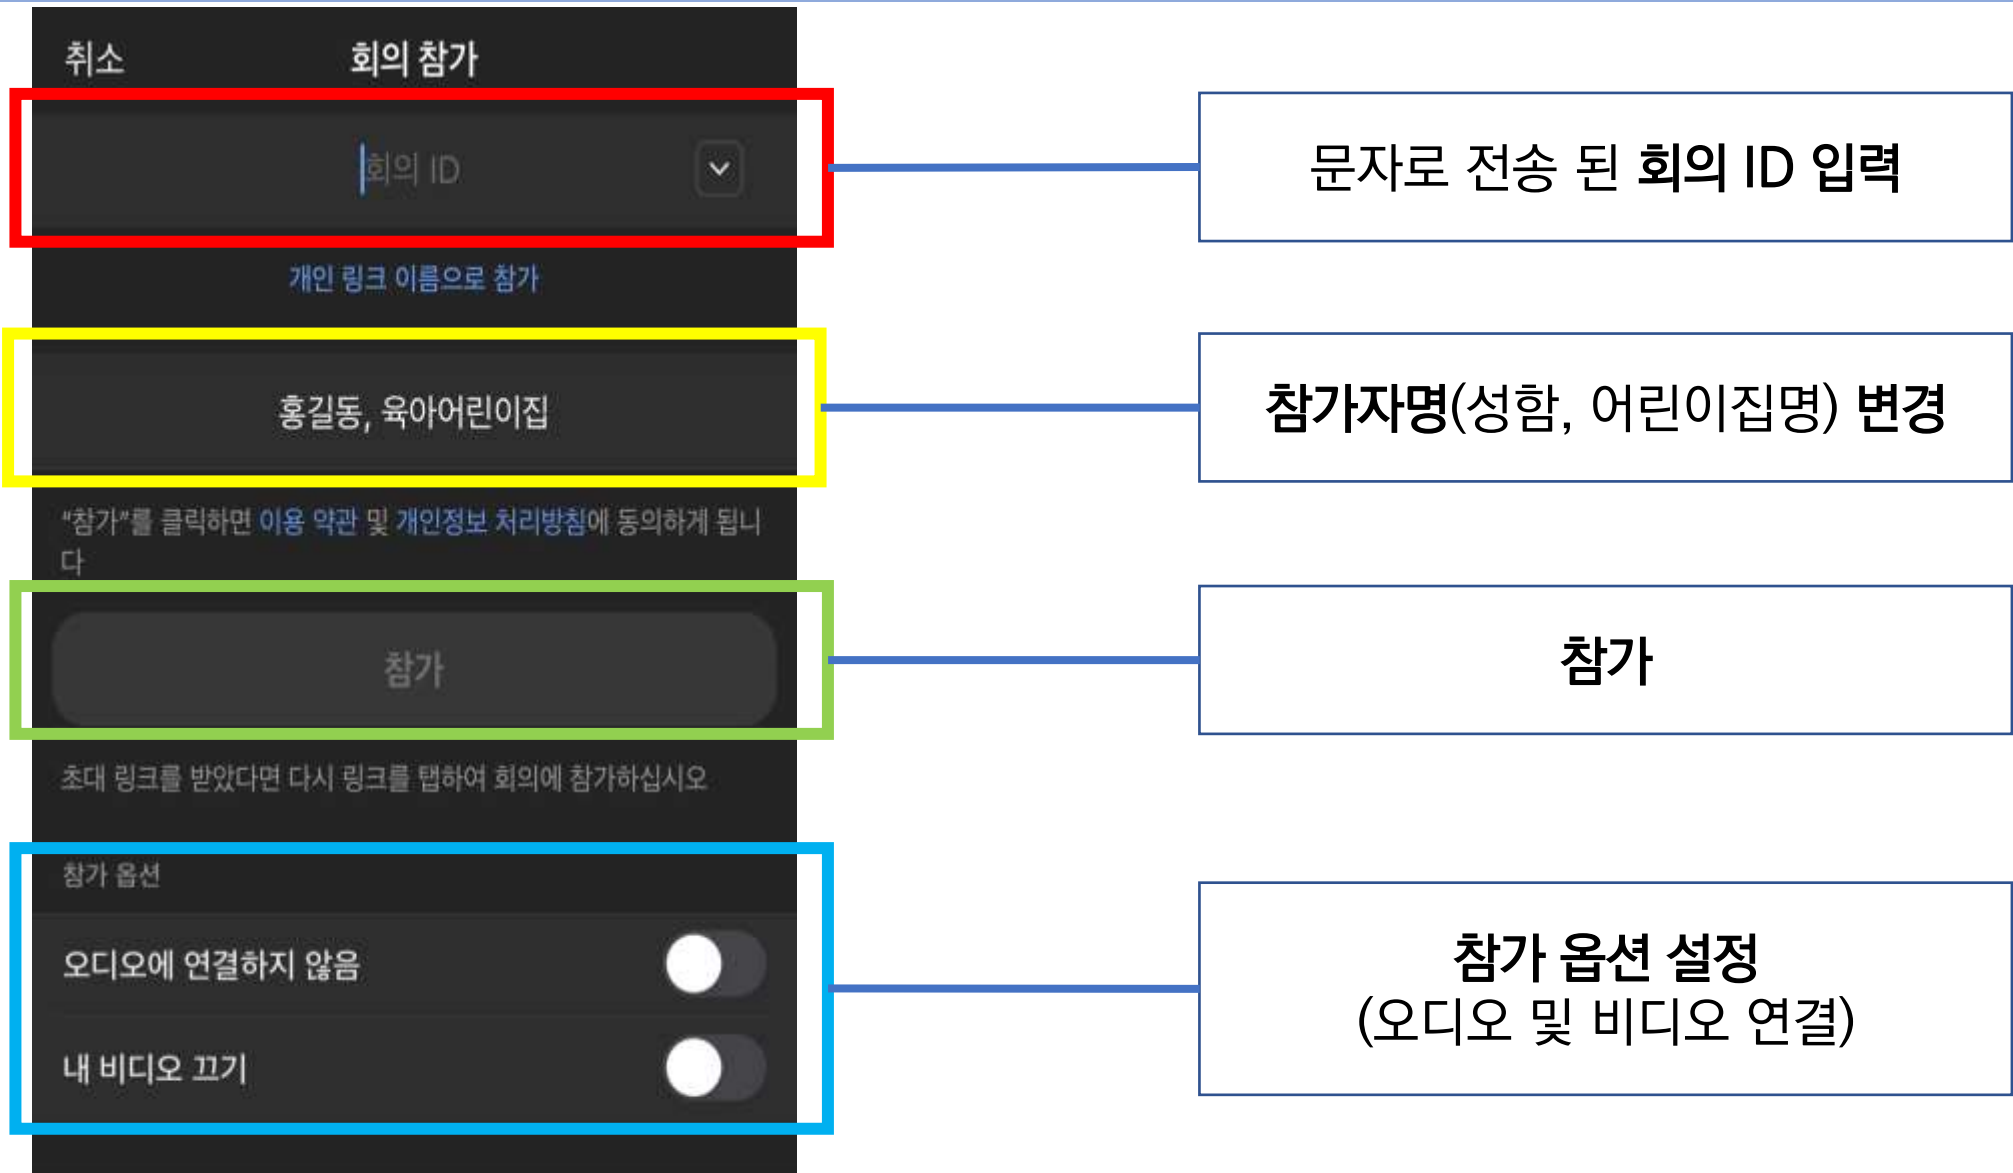 취소
회의 참가
회의 ID
문자로 전송 된 회의 ID 입력
개인 링크 이름으로 참가
홍길동, 육아어린이집
참가자명(성함, 어린이집명) 변경
"참가"를 클릭하면 이용 약관 및 개인정보 처리방침에 동의하게 됩니
다
참가
참가
초대 링크를 받았다면 다시 링크를 탭하여 회의에 참가하십시오
참가 옵션
오디오에 연결하지 않음
내 비디오 끄기
참가 옵션 설정
(오디오 및 비디오 연결)